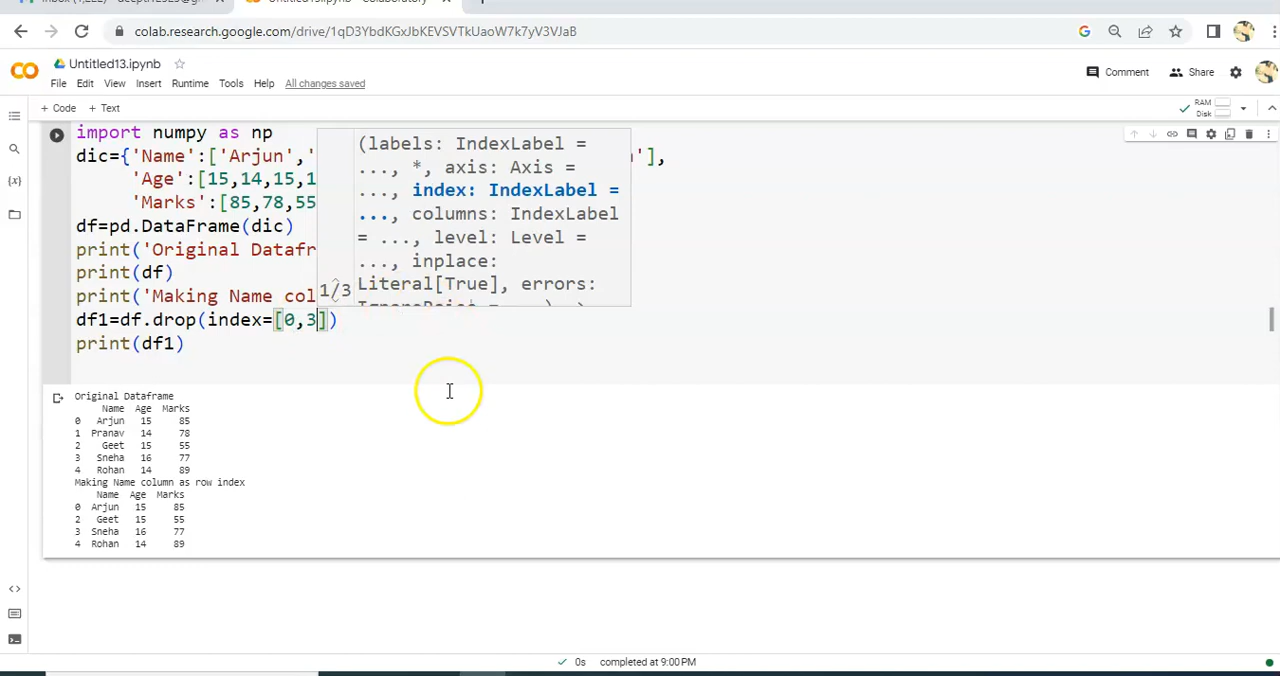 colab.research.google.com/drive/1qD3YbdKGxJbKEVSVTkUaoW7k7yV3VJaB
Untitled13.ipynb
File Edit View Insert Runtime Tools Help All changes saved
Comment Share
+ Code + Text
RAM
Disk
import numpy as np
dic={'Name':['Arjun','
'],
'Age':[15,14,15,1
'Marks':[85,78,55
df=pd.DataFrame(dic)
print('Original Datafr
print(df)
print('Making Name col
df1=df.drop(index=[0,3])
print(df1)
(labels: IndexLabel =
..., *, axis: Axis =
..., index: IndexLabel =
..., columns: IndexLabel
= ..., level: Level =
..., inplace:
Literal[True], errors:
1/3
Original Dataframe
Name Age Marks
0 Arjun 15 85
1 Pranav 14 78
2 Geet 15 55
3 Sneha 16 77
4 Rohan 14 89
Making Name column as row index
Name Age Marks
0 Arjun 15 85
2 Geet 15 55
3 Sneha 16 77
4 Rohan 14 89
0s completed at 9:00 PM